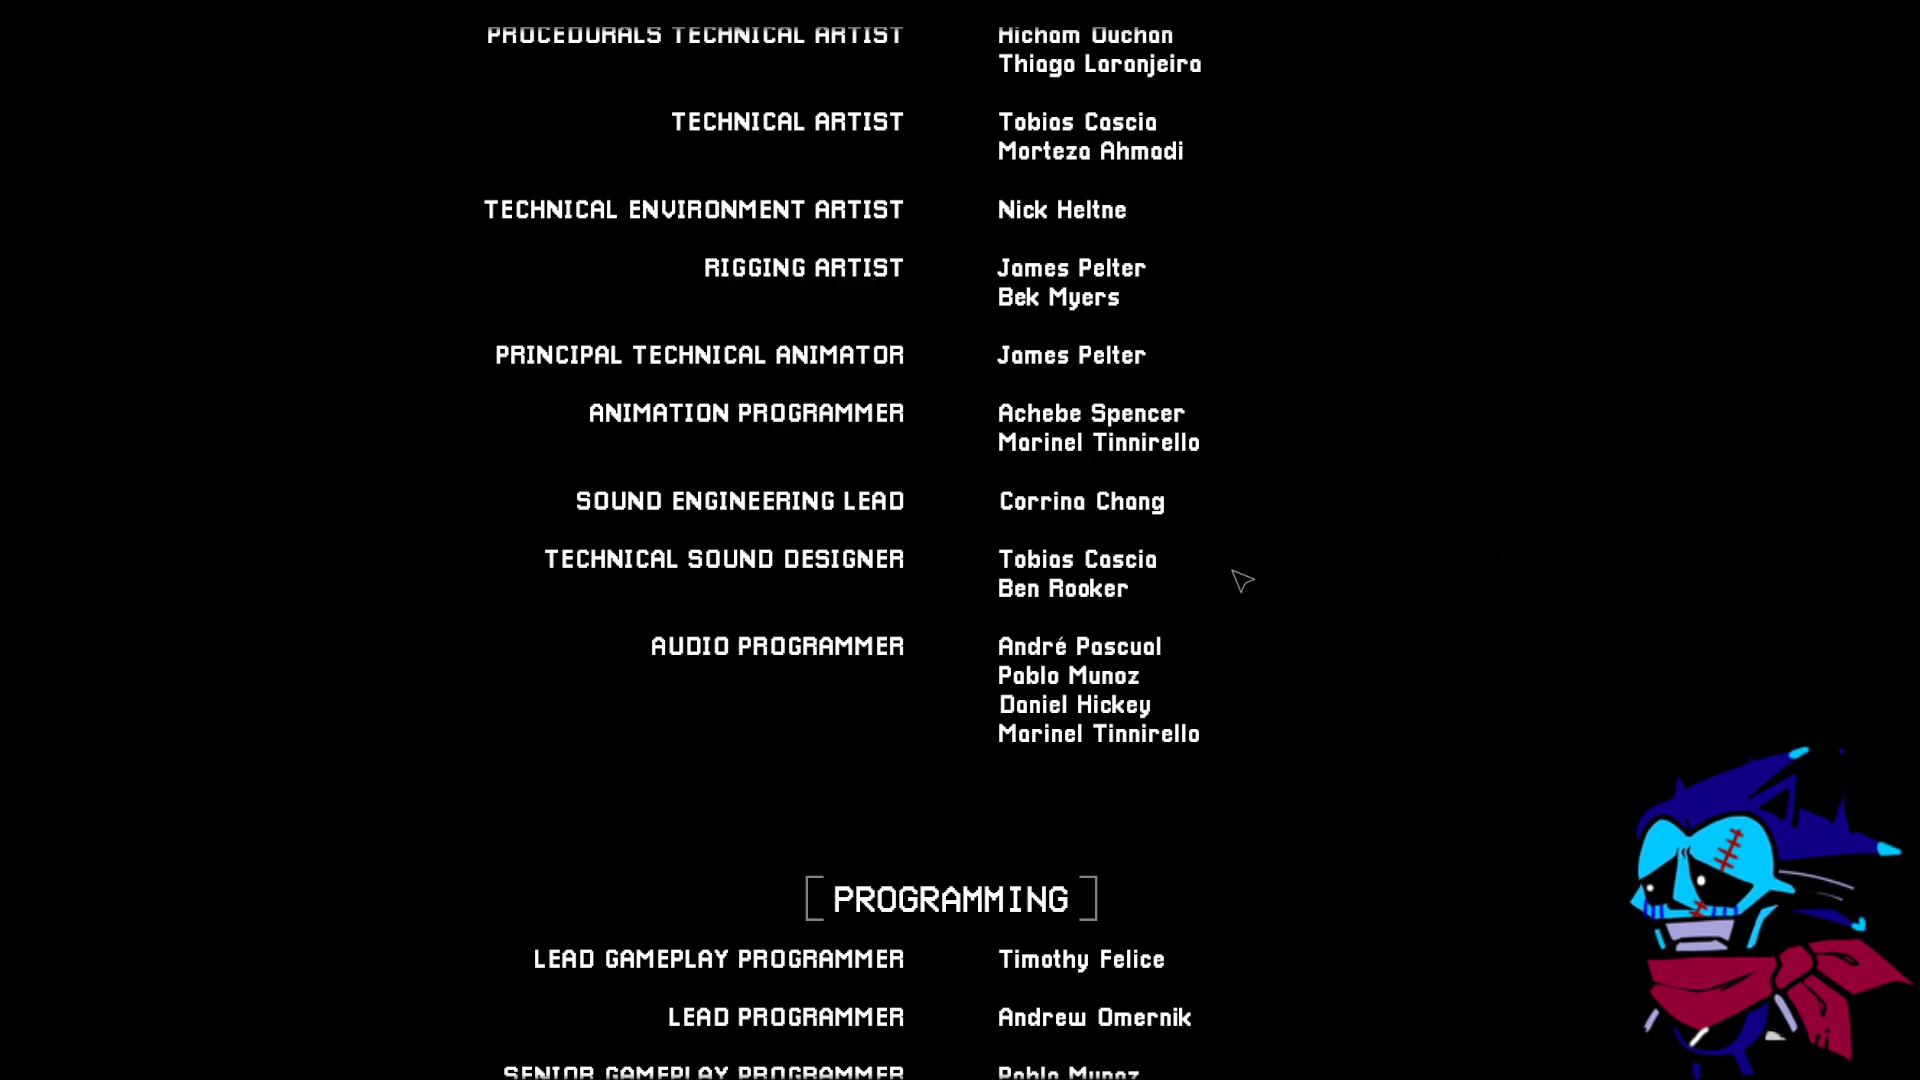 PROCEDURALS TECHNICAL ARTIST Hicham Ouchan
Thiago Laranjeira
TECHNICAL ARTIST Tobias Cascia
Morteza Ahmadi
TECHNICAL ENVIRONMENT ARTIST Nick Heltne
RIGGING ARTIST James Pelter
Bek Myers
PRINCIPAL TECHNICAL ANIMATOR James Pelter
ANIMATION PROGRAMMER Achebe Spencer
Marinel Tinnirello
SOUND ENGINEERING LEAD Corrina Chang
TECHNICAL SOUND DESIGNER Tobias Cascia
Ben Rooker
AUDIO PROGRAMMER André Pascual
Pablo Munoz
Daniel Hickey
Marinel Tinnirello
[PROGRAMMING]
LEAD GAMEPLAY PROGRAMMER Timothy Felice
LEAD PROGRAMMER Andrew Omernik
SENIOR GAMEPLAY PROGRAMMER Pablo Munoz